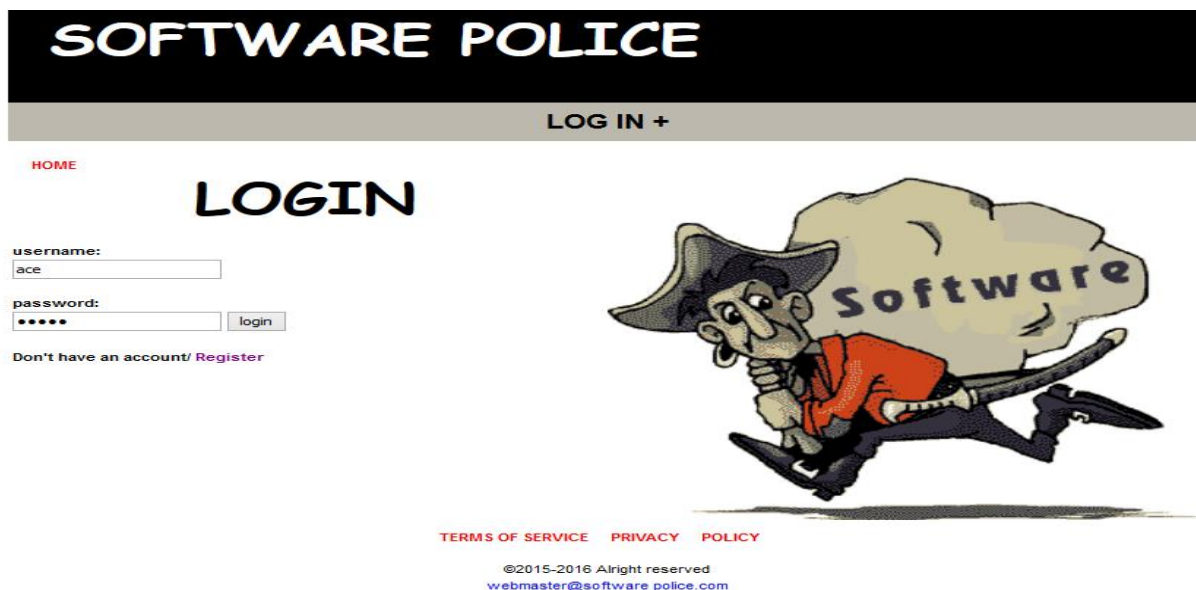 SOFTWARE POLICE
LOG IN +
HOME
LOGIN
username:
ace
password:
•••••
login
Don't have an account/ Register
Software
TERMS OF SERVICE PRIVACY POLICY
©2015-2016 Alright reserved
webmaster@software police.com